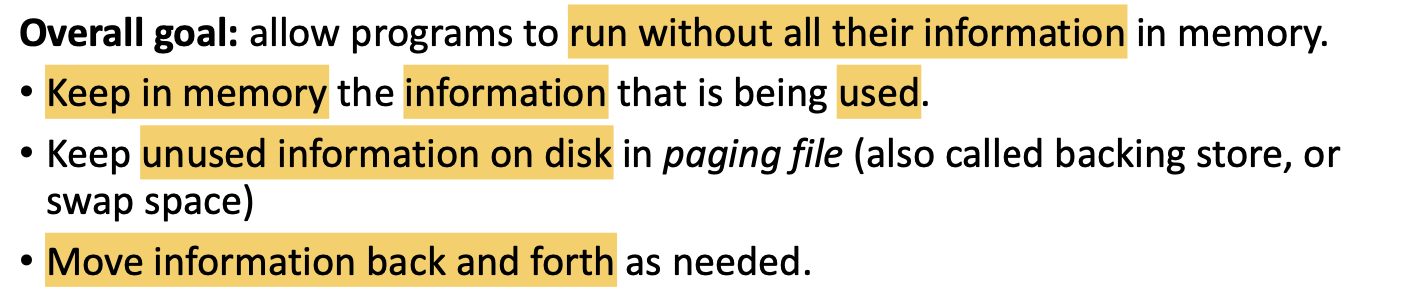 Overall goal: allow programs to run without all their information in memory.
• Keep in memory the information that is being used.
• Keep unused information on disk in paging file (also called backing store, or
swap space)
• Move information back and forth as needed.